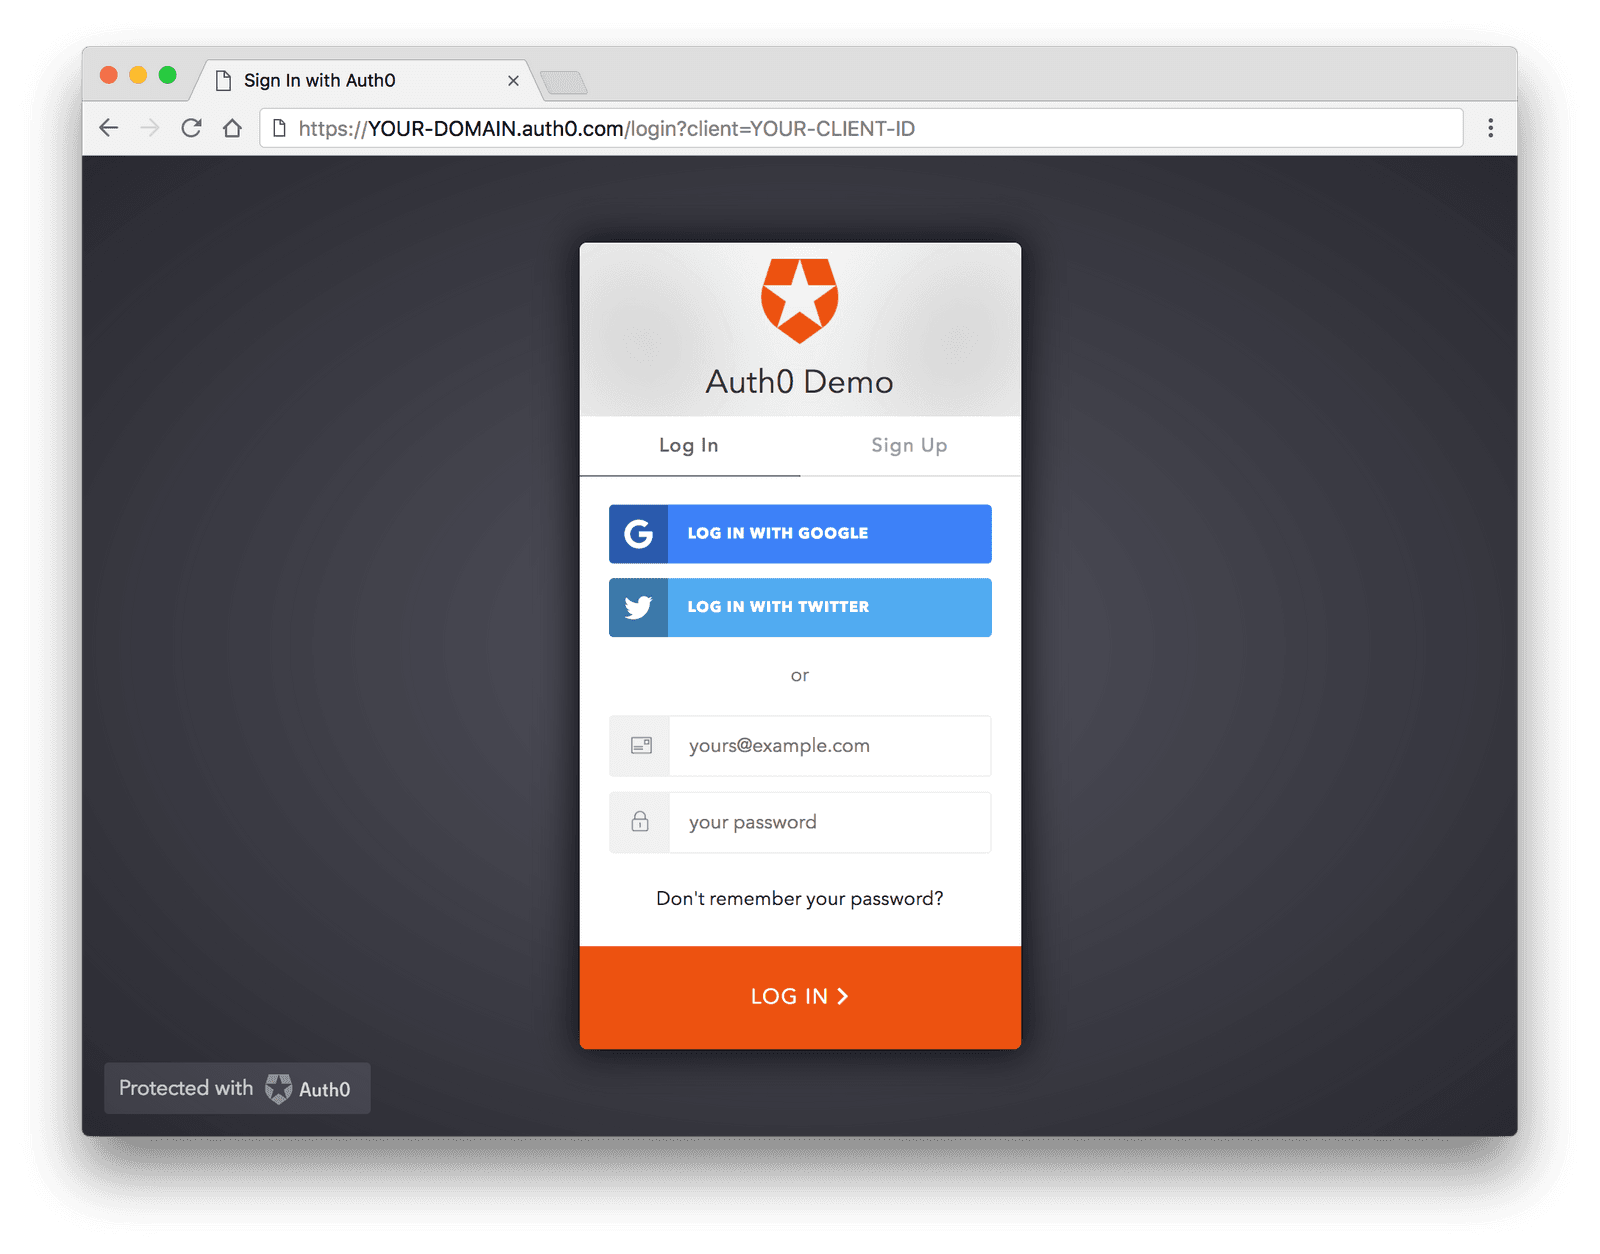 Sign In with Auth0
https://YOUR-DOMAIN.auth0.com/login?client=YOUR-CLIENT-ID
Auth0 Demo
Log In
Sign Up
LOG IN WITH GOOGLE
LOG IN WITH TWITTER
or
yours@example.com
your password
Don't remember your password?
LOG IN
Protected with Auth0